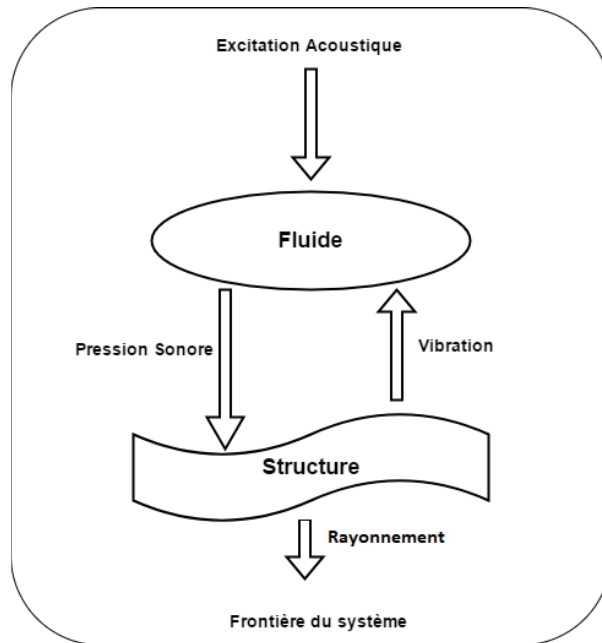 Excitation Acoustique
Fluide
Pression Sonore
Vibration
Structure
Rayonnement
Frontière du système